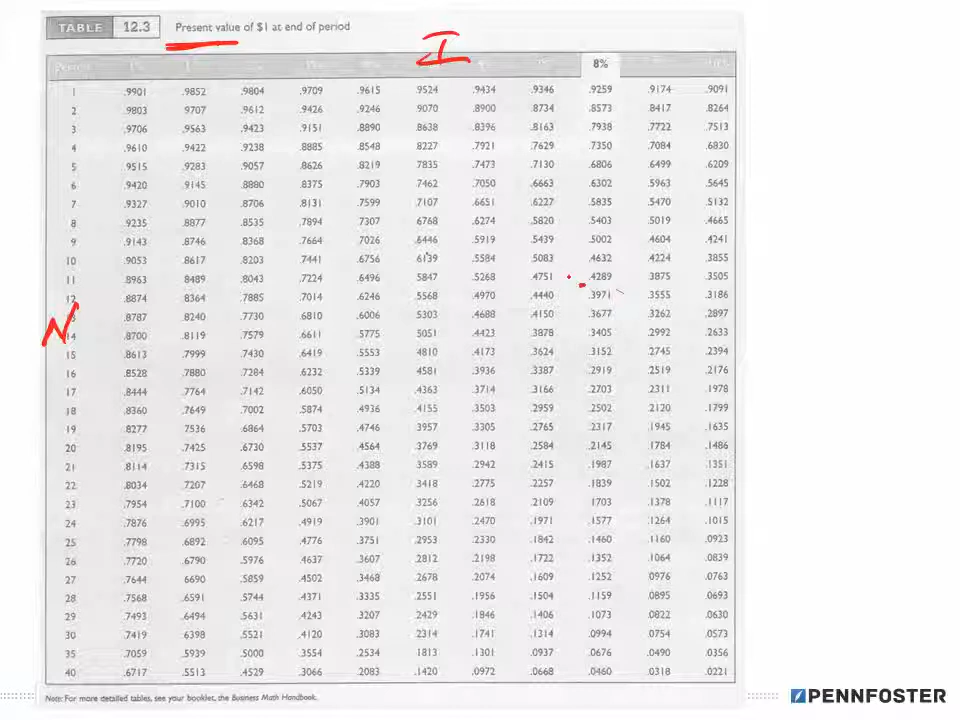 TABLE 12.3 Present value of $1 at end of period
I
8%
1 .9901 .9852 .9804 .9709 .9615 .9524 .9434 .9346 .9259 .9174 .9091
2 .9803 .9707 .9612 .9426 .9246 .9070 .8900 .8734 .8573 .8417 .8264
3 .9706 .9563 .9423 .9151 .8890 .8638 .8396 .8163 .7938 .7722 .7513
4 .9610 .9422 .9238 .8885 .8548 .8227 .7921 .7629 .7350 .7084 .6830
5 .9515 .9283 .9057 .8626 .8219 .7835 .7473 .7130 .6806 .6499 .6209
6 .9420 .9145 .8880 .8375 .7903 .7462 .7050 .6663 .6302 .5963 .5645
7 .9327 .9010 .8706 .8131 .7599 .7107 .6651 .6227 .5835 .5470 .5132
8 .9235 .8877 .8535 .7894 .7307 .6768 .6274 .5820 .5403 .5019 .4665
9 .9143 .8746 .8368 .7664 .7026 .6446 .5919 .5439 .5002 .4604 .4241
10 .9053 .8617 .8203 .7441 .6756 .6139 .5584 .5083 .4632 .4224 .3855
11 .8963 .8489 .8043 .7224 .6496 .5847 .5268 .4751 .4289 .3875 .3505
12 .8874 .8364 .7885 .7014 .6246 .5568 .4970 .4440 .3971 .3555 .3186
.8787 .8240 .7730 .6810 .6006 .5303 .4688 .4150 .3677 .3262 .2897
N
14 .8700 .8119 .7579 .6611 .5775 .5051 .4423 .3878 .3405 .2992 .2633
15 .8613 .7999 .7430 .6419 .5553 .4810 .4173 .3624 .3152 .2745 .2394
16 .8528 .7880 .7284 .6232 .5339 .4581 .3936 .3387 .2919 .2519 .2176
17 .8444 .7764 .7142 .6050 .5134 .4363 .3714 .3166 .2703 .2311 .1978
18 .8360 .7649 .7002 .5874 .4936 .4155 .3503 .2959 .2502 .2120 .1799
19 .8277 .7536 .6864 .5703 .4746 .3957 .3305 .2765 .2317 .1945 .1635
20 .8195 .7425 .6730 .5537 .4564 .3769 .3118 .2584 .2145 .1784 .1486
21 .8114 .7315 .6598 .5375 .4388 .3589 .2942 .2415 .1987 .1637 .1351
22 .8034 .7207 .6468 .5219 .4220 .3418 .2775 .2257 .1839 .1502 .1228
23 .7954 .7100 .6342 .5067 .4057 .3256 .2618 .2109 .1703 .1378 .1117
24 .7876 .6995 .6217 .4919 .3901 .3101 .2470 .1971 .1577 .1264 .1015
25 .7798 .6892 .6095 .4776 .3751 .2953 .2330 .1842 .1460 .1160 .0923
26 .7720 .6790 .5976 .4637 .3607 .2812 .2198 .1722 .1352 .1064 .0839
27 .7644 .6690 .5859 .4502 .3468 .2678 .2074 .1609 .1252 .0976 .0763
28 .7568 .6591 .5744 .4371 .3335 .2551 .1956 .1504 .1159 .0895 .0693
29 .7493 .6494 .5631 .4243 .3207 .2429 .1846 .1406 .1073 .0822 .0630
30 .7419 .6398 .5521 .4120 .3083 .2314 .1741 .1314 .0994 .0754 .0573
35 .7059 .5939 .5000 .3554 .2534 .1813 .1301 .0937 .0676 .0490 .0356
40 .6717 .5513 .4529 .3066 .2083 .1420 .0972 .0668 .0460 .0318 .0221
Note: For more detailed tables, see your booklet, the Business Math Handbook.
PENNFOSTER